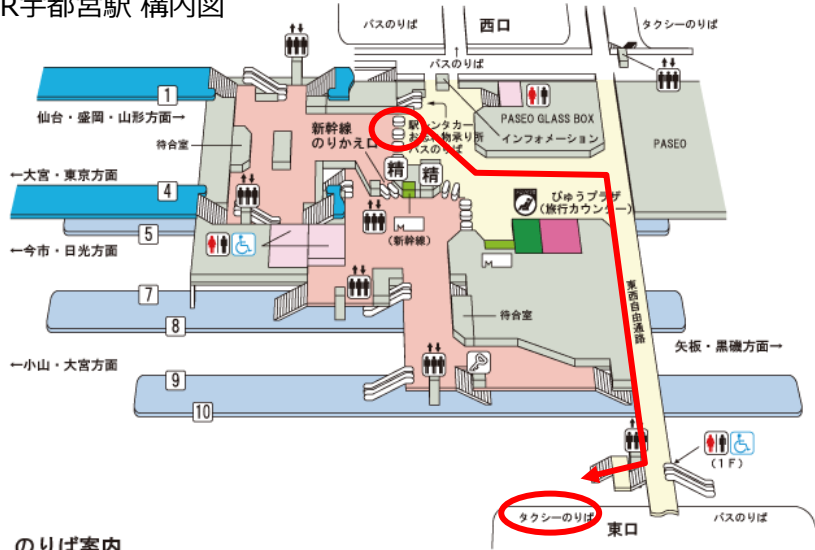 R宇都宮駅 構内図
バスのりば
西口
タクシーのりば
バスのりば
1
仙台・盛岡・山形方面→
待合室
新幹線
のりかえ口
駅レンタカー
バスのりば
PASEO GLASS BOX
インフォメーション
PASEO
←大宮・東京方面
4
精
精
びゅうプラザ
(旅行カウンター)
5
M
(新幹線)
M
←今市・日光方面
7
8
待合室
東西自由通路
矢板・黒磯方面→
←小山・大宮方面
9
10
(1F)
タクシーのりば
東口
バスのりば
のりば案内